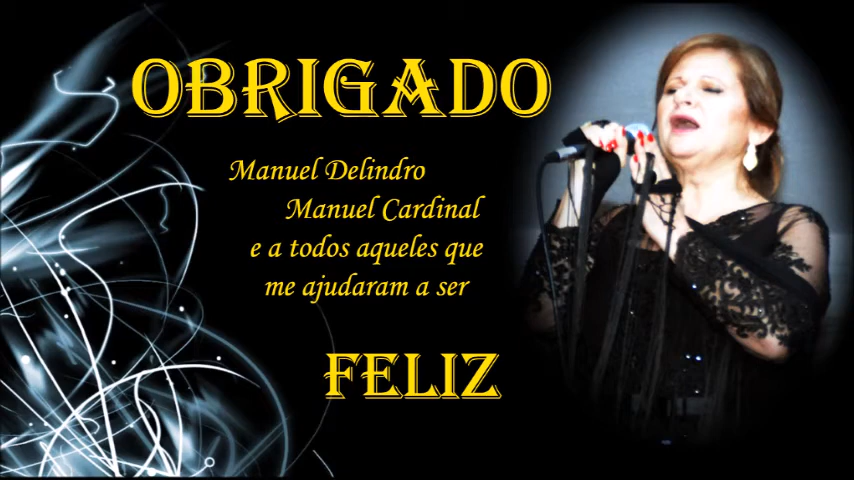 OBRIGADO
Manuel Delindro
Manuel Cardinal
e a todos aqueles que
me ajudaram a ser
FELIZ